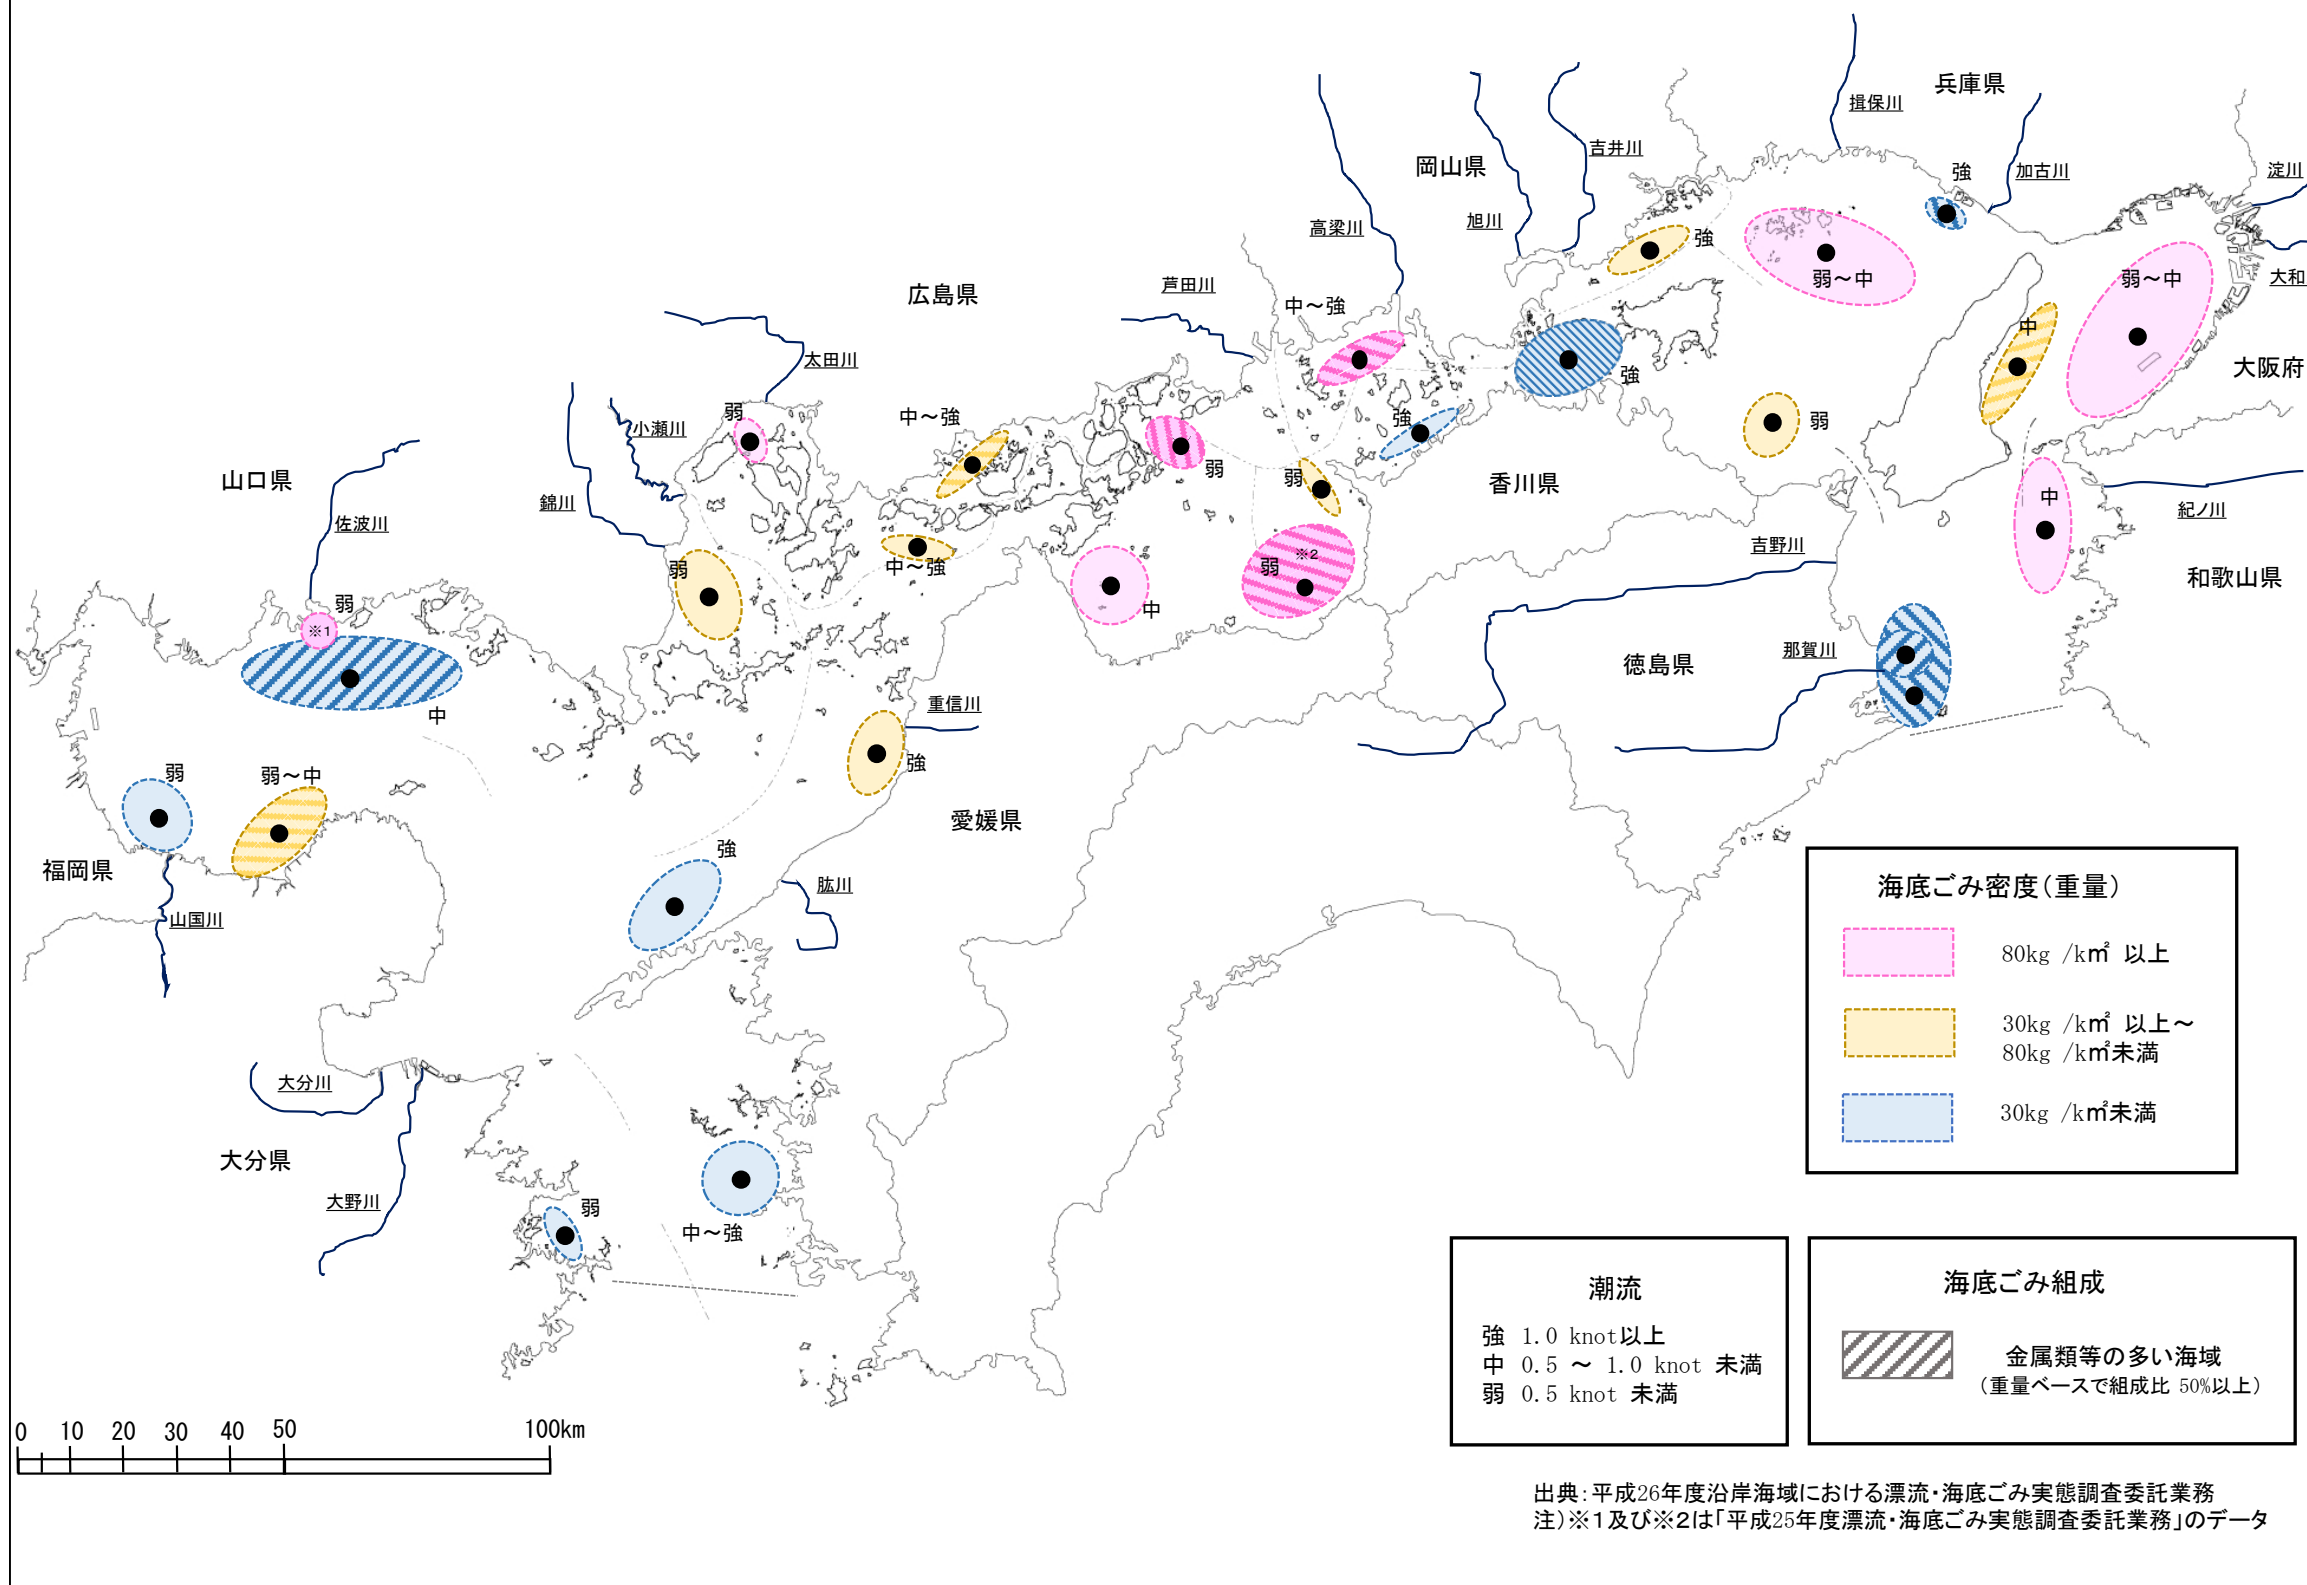 兵庫県
揖保川
吉井川
岡山県
強
加古川
淀川
高梁川
旭川
強
芦田川
弱～中
弱～中
大和
広島県
中～強
中
太田川
大阪府
強
弱
小瀬川
中～強
強
弱
山口県
弱
弱
香川県
中
錦川
佐波川
紀ノ川
吉野川
※2
弱
弱
中～強
和歌山県
弱
中
※1
那賀川
徳島県
重信川
中
強
弱
弱～中
愛媛県
強
福岡県
肱川
山国川
大分川
大分県
大野川
弱
中～強
海底ごみ密度（重量）
80kg /k㎡ 以上
30kg /k㎡ 以上～
80kg /k㎡未満
30kg /k㎡未満
潮流
強 1.0 knot以上
中 0.5 ～ 1.0 knot 未満
弱 0.5 knot 未満
海底ごみ組成
金属類等の多い海域
（重量ベースで組成比 50%以上）
0 10 20 30 40 50 100km
出典：平成26年度沿岸海域における漂流・海底ごみ実態調査委託業務
注）※1及び※2は「平成25年度漂流・海底ごみ実態調査委託業務」のデータ